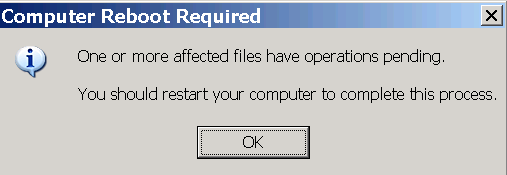 Computer Reboot Required
One or more affected files have operations pending.
You should restart your computer to complete this process.
OK